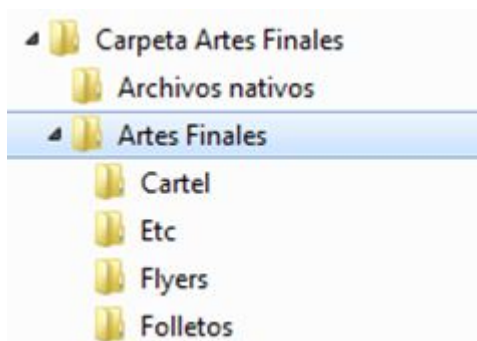 Carpeta Artes Finales
Archivos nativos
Artes Finales
Cartel
Etc
Flyers
Folletos